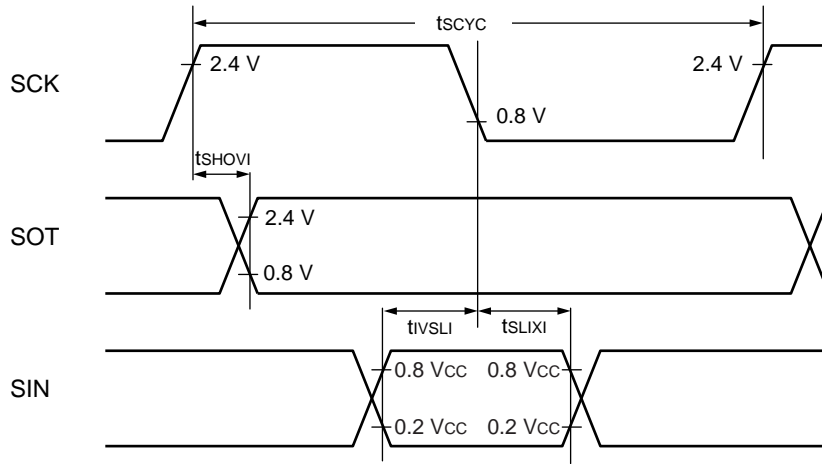 tSCYC
SCK
2.4 V
2.4 V
0.8 V
tSHOVI
SOT
2.4 V
0.8 V
tIVSLI
tSLIXI
SIN
0.8 VCC
0.8 VCC
0.2 VCC
0.2 VCC